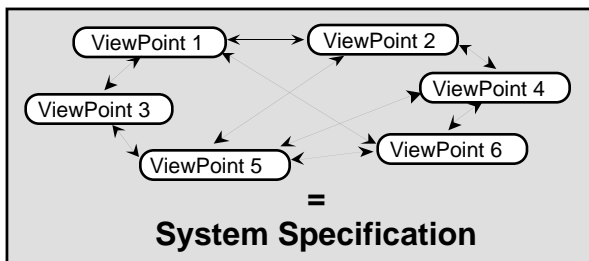 ViewPoint 1
ViewPoint 2
ViewPoint 3
ViewPoint 4
ViewPoint 5
ViewPoint 6
=
System Specification